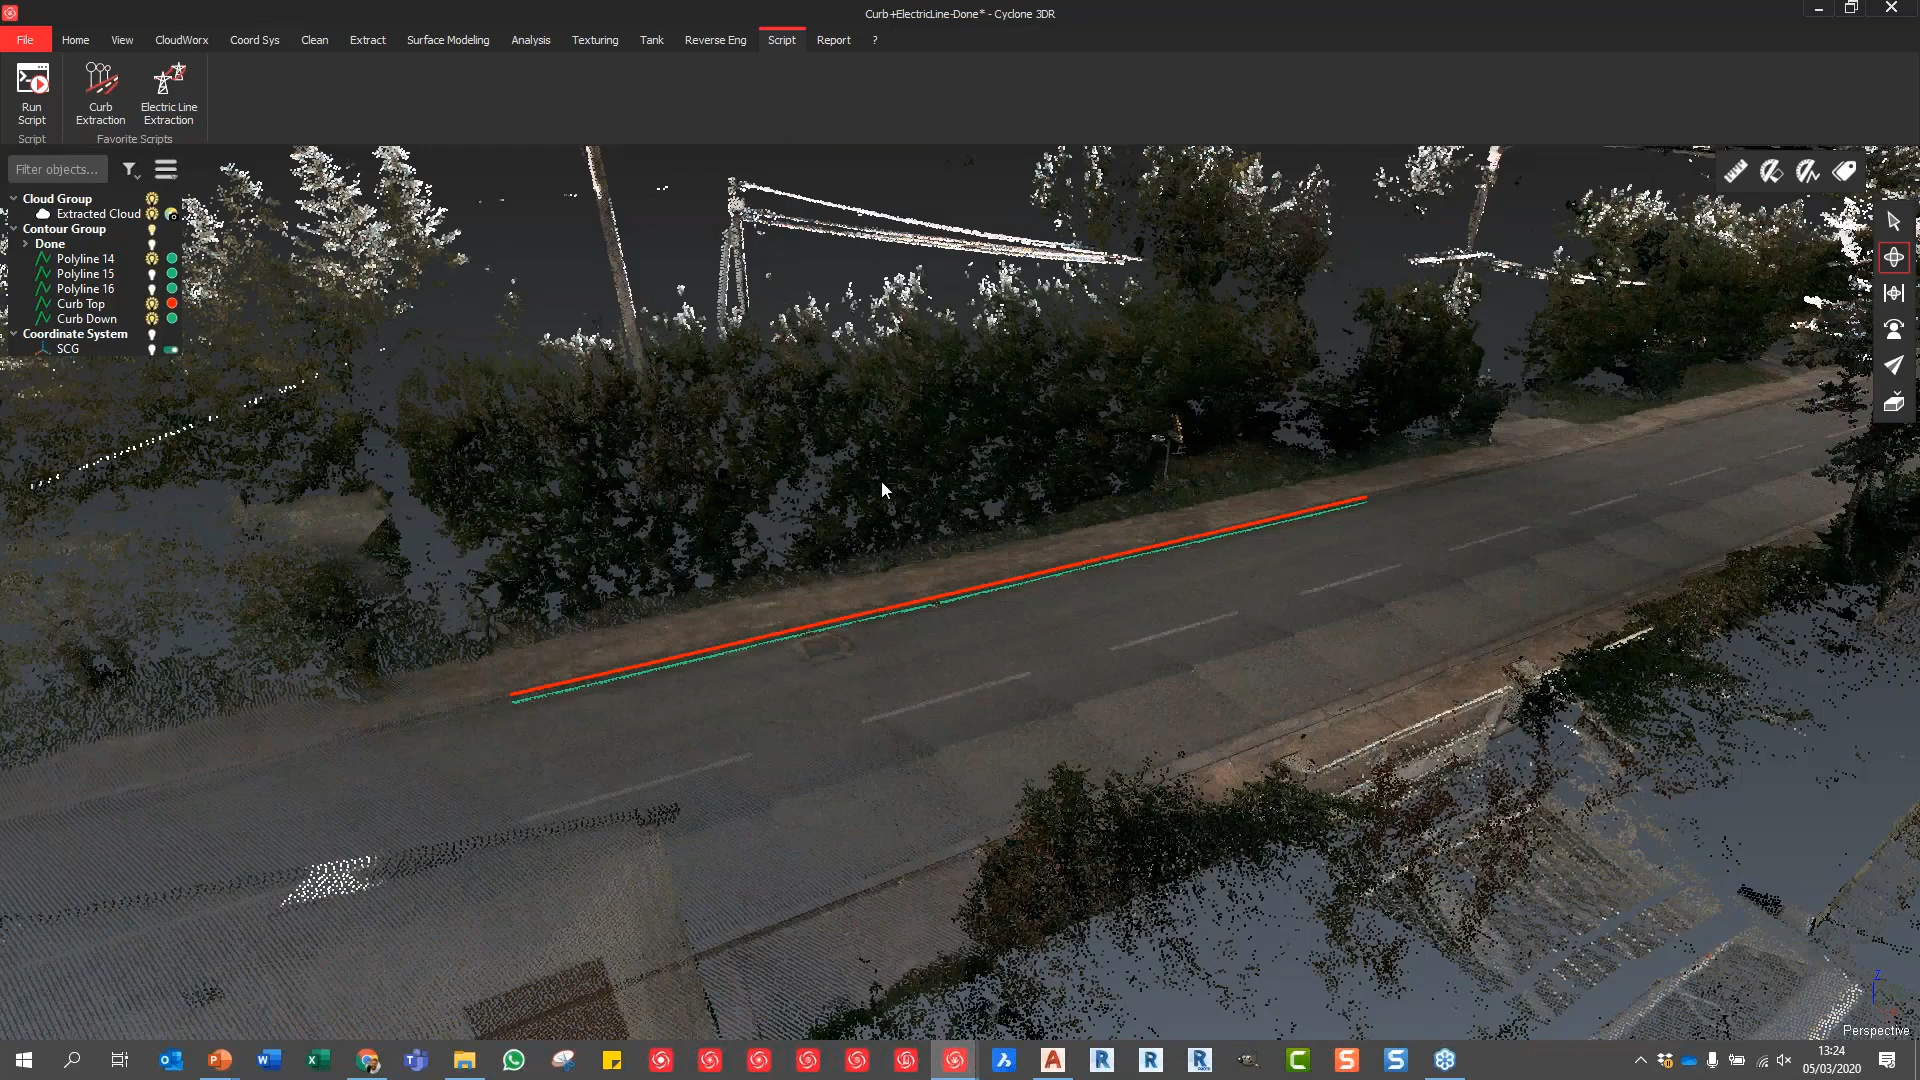 Curb+ElectricLine-Done* - Cyclone 3DR
File Home View CloudWorx Coord Sys Clean Extract Surface Modeling Analysis Texturing Tank Reverse Eng Script Report ?
Run Script
Curb Extraction
Electric Line Extraction
Script Favorite Scripts
Filter objects...
Cloud Group
Extracted Cloud
Contour Group
Done
Polyline 14
Polyline 15
Polyline 16
Curb Top
Curb Down
Coordinate System
SCG
Z
Perspective
13:24
05/03/2020